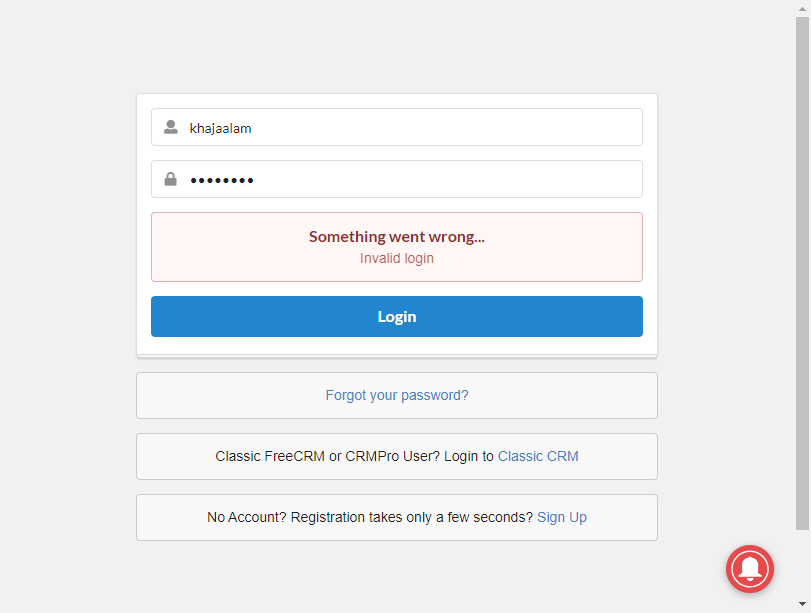 khajaalam
••••••••
Something went wrong...
Invalid login
Login
Forgot your password?
Classic FreeCRM or CRMPro User? Login to Classic CRM
No Account? Registration takes only a few seconds? Sign Up